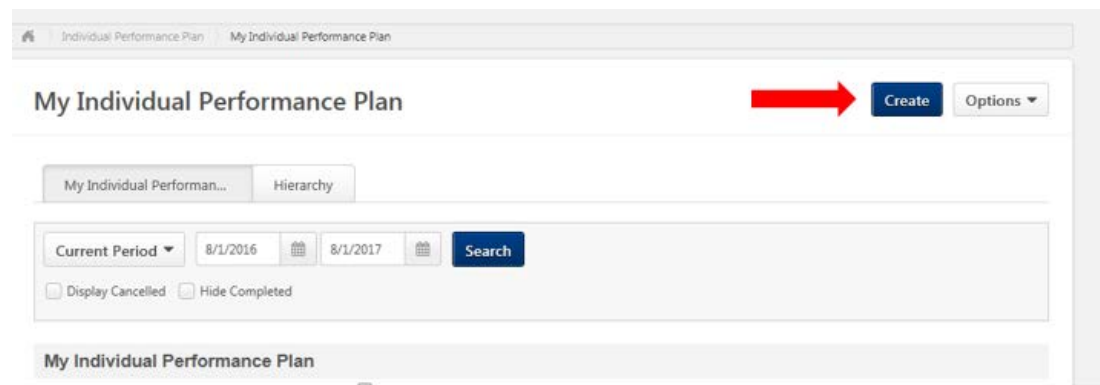 Individual Performance Plan My Individual Performance Plan
My Individual Performance Plan Create Options
My Individual Performan... Hierarchy
Current Period 8/1/2016 8/1/2017 Search
Display Cancelled Hide Completed
My Individual Performance Plan